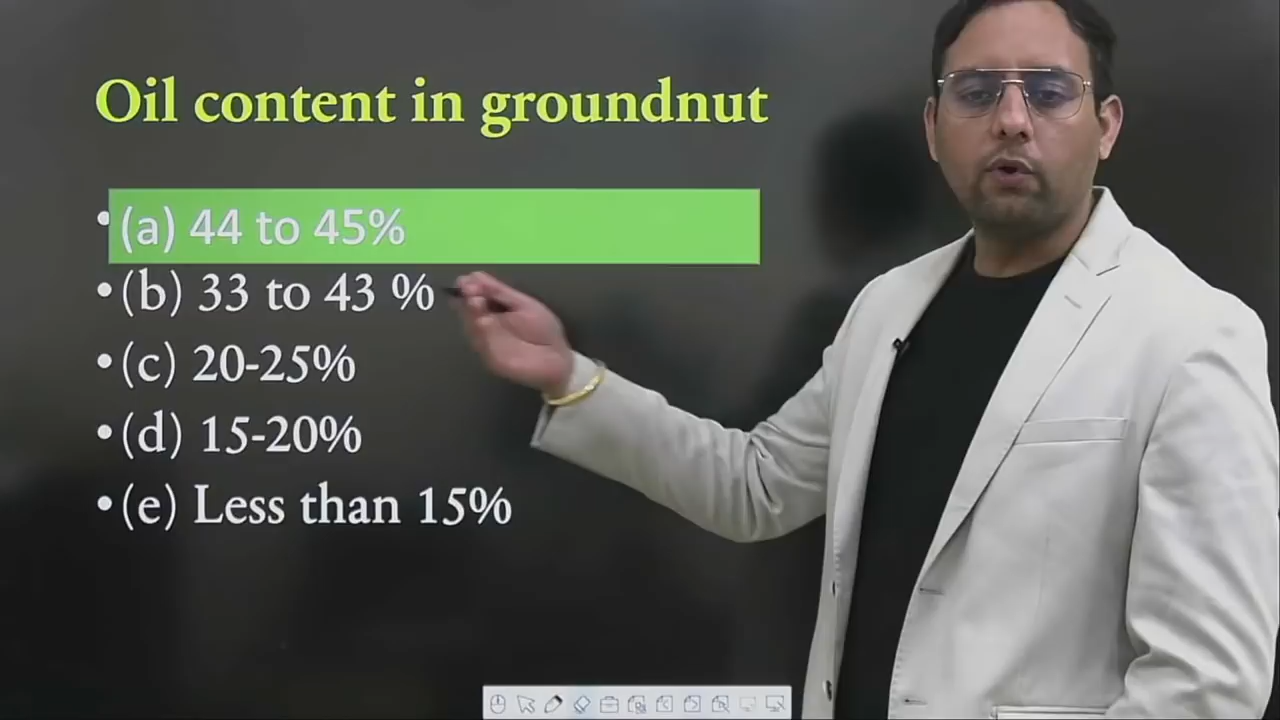 Oil content in groundnut
• (a) 44 to 45%
• (b) 33 to 43 %
• (c) 20-25%
• (d) 15-20%
• (e) Less than 15%